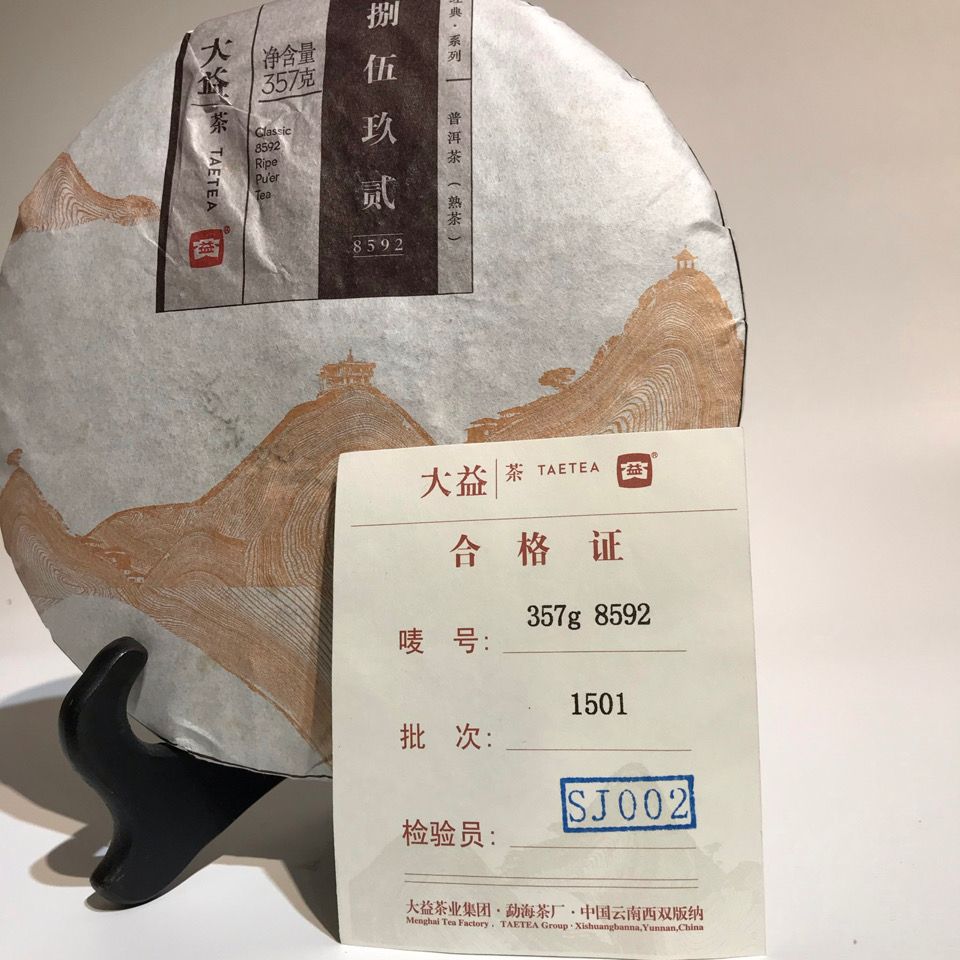 大益
茶
TAETEA
益
®
净含量
357克
Classic
8592
Ripe
Pu'er
Tea
捌伍玖贰
8592
经典·系列
普洱茶（熟茶）
大益 茶 TAETEA 益®
合格证
唛号: 357g 8592
批次: 1501
检验员: SJ002
大益茶业集团·勐海茶厂·中国云南西双版纳
Menghai Tea Factory . TAETEA Group · Xishuangbanna,Yunnan,China